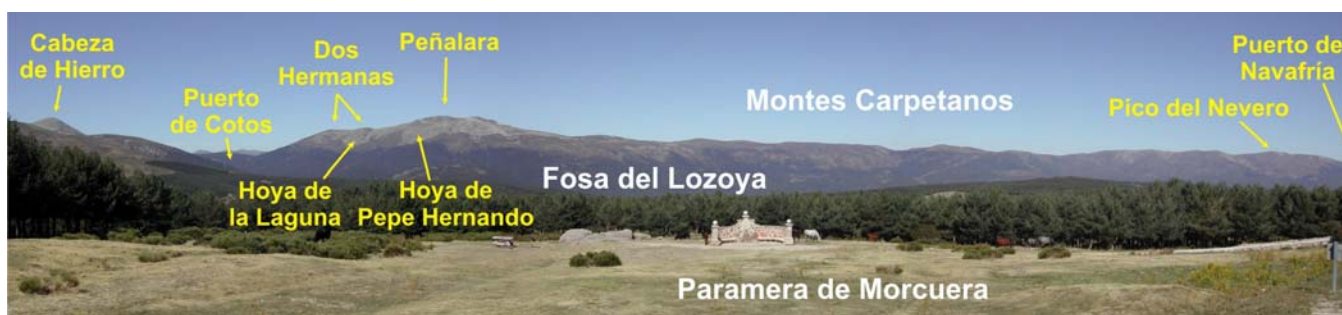 Cabeza
de Hierro
Puerto
de Cotos
Dos
Hermanas
Peñalara
Hoya de
la Laguna
Hoya de
Pepe Hernando
Montes Carpetanos
Fosa del Lozoya
Paramera de Morcuera
Pico del Nevero
Puerto de
Navafría